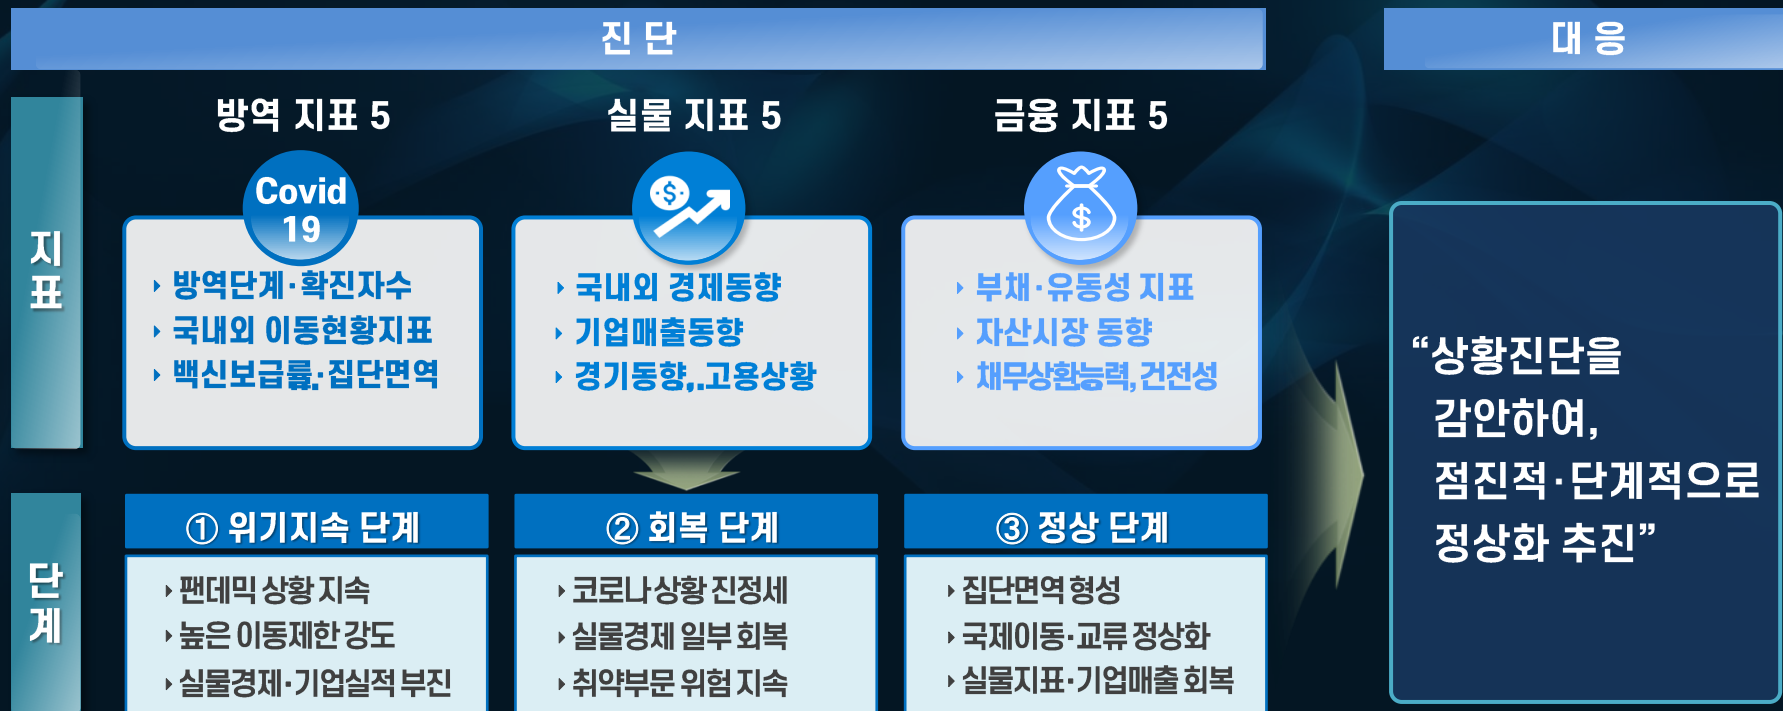 진 단
대 응
지표
방역 지표 5
Covid
19
▸ 방역단계·확진자수
▸ 국내외 이동현황지표
▸ 백신보급률·집단면역
실물 지표 5
▸ 국내외 경제동향
▸ 기업매출동향
▸ 경기동향, 고용상황
금융 지표 5
▸ 부채·유동성 지표
▸ 자산시장 동향
▸ 채무상환능력, 건전성
단계
① 위기지속 단계
▸ 팬데믹 상황 지속
▸ 높은 이동제한 강도
▸ 실물경제·기업실적 부진
② 회복 단계
▸ 코로나 상황 진정세
▸ 실물경제 일부 회복
▸ 취약부문 위험 지속
③ 정상 단계
▸ 집단면역 형성
▸ 국제이동·교류 정상화
▸ 실물지표·기업매출 회복
“상황진단을
감안하여,
점진적·단계적으로
정상화 추진”